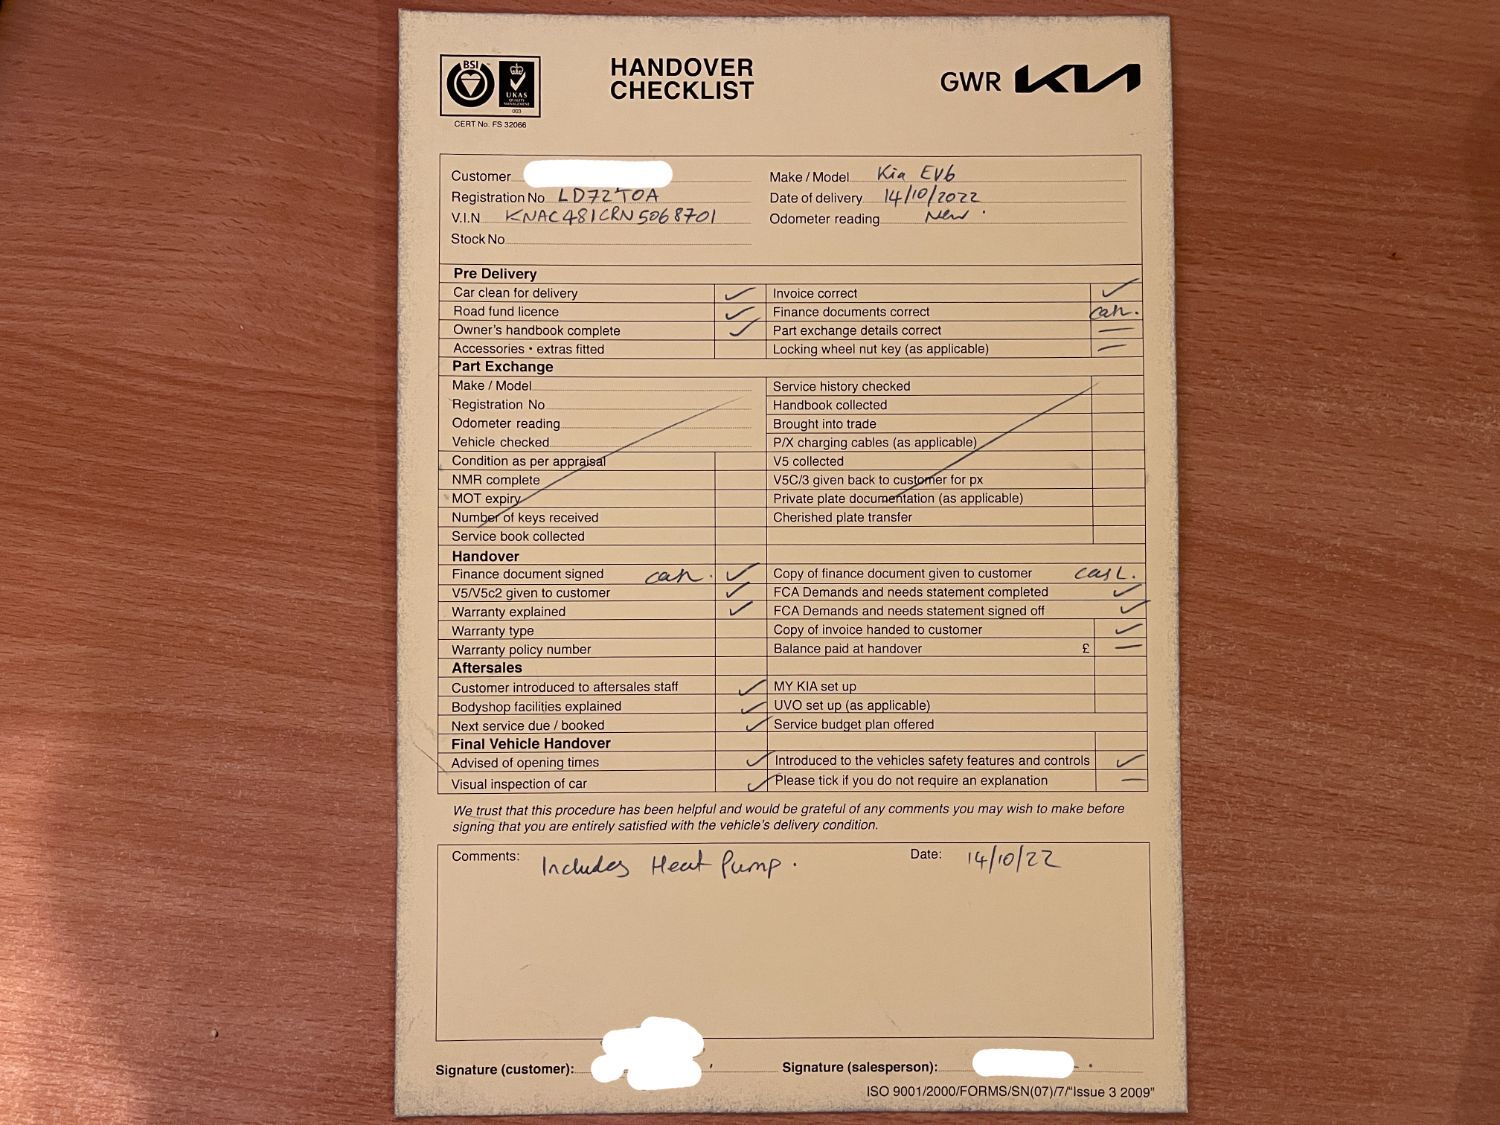 BSI
UKAS
QUALITY
MANAGEMENT
003
CERT No. FS 32066
HANDOVER
CHECKLIST
GWR KIA
Customer
Make / Model Kia EV6
Registration No LD72TOA
Date of delivery 14/10/2022
V.I.N KNAC481CRN5068701
Odometer reading New
Stock No
Pre Delivery
Car clean for delivery ✓ Invoice correct ✓
Road fund licence ✓ Finance documents correct cash.
Owner's handbook complete ✓ Part exchange details correct —
Accessories • extras fitted Locking wheel nut key (as applicable) —
Part Exchange
Make / Model Service history checked
Registration No Handbook collected
Odometer reading Brought into trade
Vehicle checked P/X charging cables (as applicable)
Condition as per appraisal V5 collected
NMR complete V5C/3 given back to customer for px
MOT expiry Private plate documentation (as applicable)
Number of keys received Cherished plate transfer
Service book collected
Handover
Finance document signed cash. ✓ Copy of finance document given to customer cash.
V5/V5c2 given to customer ✓ FCA Demands and needs statement completed ✓
Warranty explained ✓ FCA Demands and needs statement signed off ✓
Warranty type Copy of invoice handed to customer ✓
Warranty policy number Balance paid at handover £ —
Aftersales
Customer introduced to aftersales staff ✓ MY KIA set up
Bodyshop facilities explained ✓ UVO set up (as applicable)
Next service due / booked ✓ Service budget plan offered
Final Vehicle Handover
Advised of opening times ✓ Introduced to the vehicles safety features and controls ✓
Visual inspection of car ✓ Please tick if you do not require an explanation —
We trust that this procedure has been helpful and would be grateful of any comments you may wish to make before
signing that you are entirely satisfied with the vehicle's delivery condition.
Comments: Includes Heat Pump. Date: 14/10/22
Signature (customer): Signature (salesperson):
ISO 9001/2000/FORMS/SN(07)/7/"Issue 3 2009"